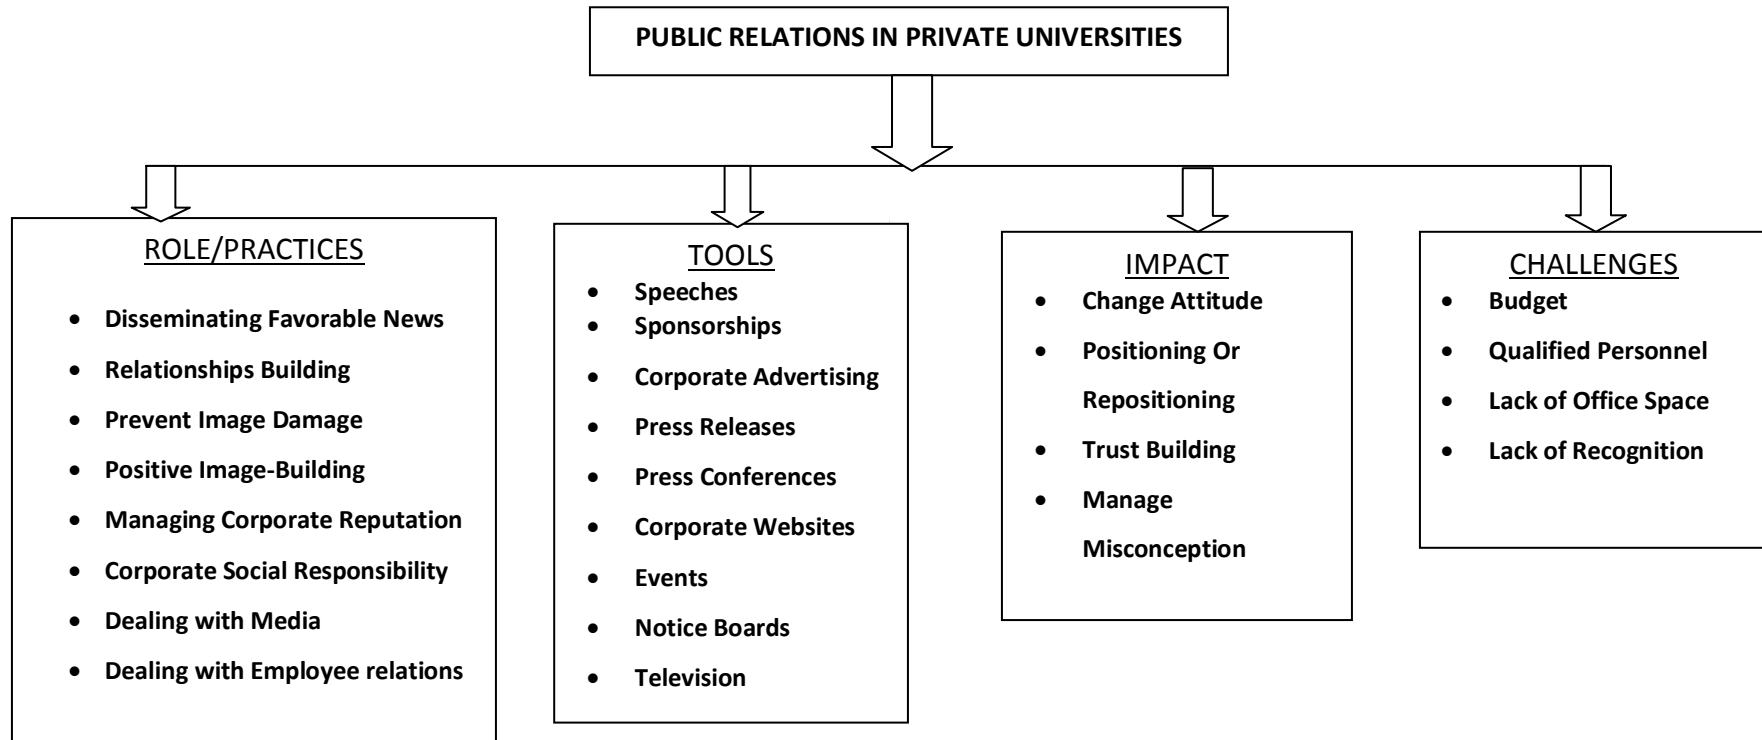 PUBLIC RELATIONS IN PRIVATE UNIVERSITIES
ROLE/PRACTICES
• Disseminating Favorable News
• Relationships Building
• Prevent Image Damage
• Positive Image-Building
• Managing Corporate Reputation
• Corporate Social Responsibility
• Dealing with Media
• Dealing with Employee relations
TOOLS
• Speeches
• Sponsorships
• Corporate Advertising
• Press Releases
• Press Conferences
• Corporate Websites
• Events
• Notice Boards
• Television
IMPACT
• Change Attitude
• Positioning Or
Repositioning
• Trust Building
• Manage
Misconception
CHALLENGES
• Budget
• Qualified Personnel
• Lack of Office Space
• Lack of Recognition